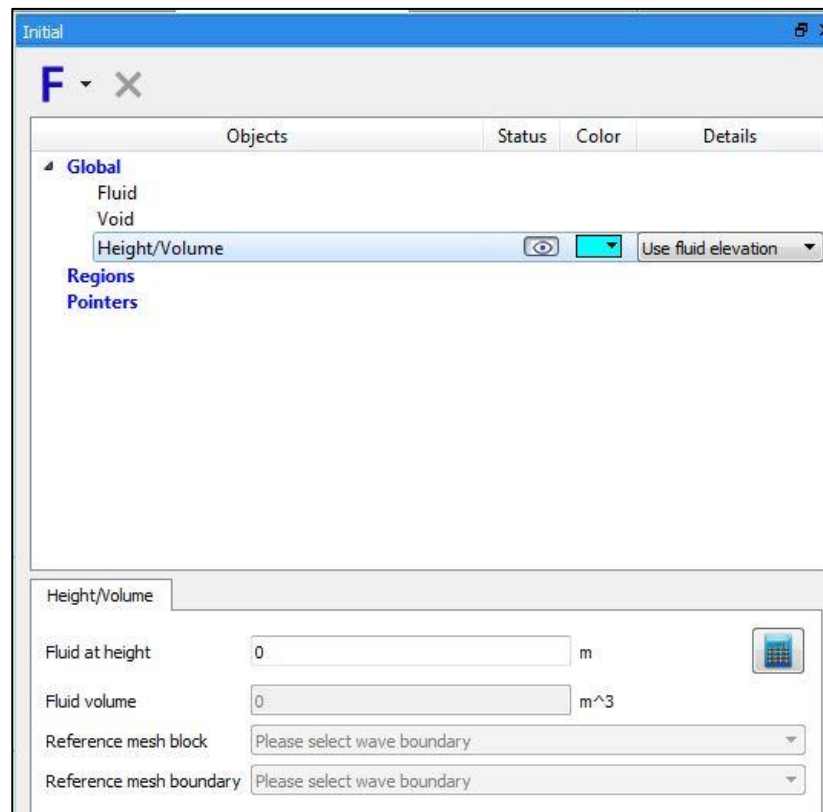 Initial
F
Objects Status Color Details
Global
Fluid
Void
Height/Volume Use fluid elevation
Regions
Pointers
Height/Volume
Fluid at height 0 m
Fluid volume 0 m^3
Reference mesh block Please select wave boundary
Reference mesh boundary Please select wave boundary